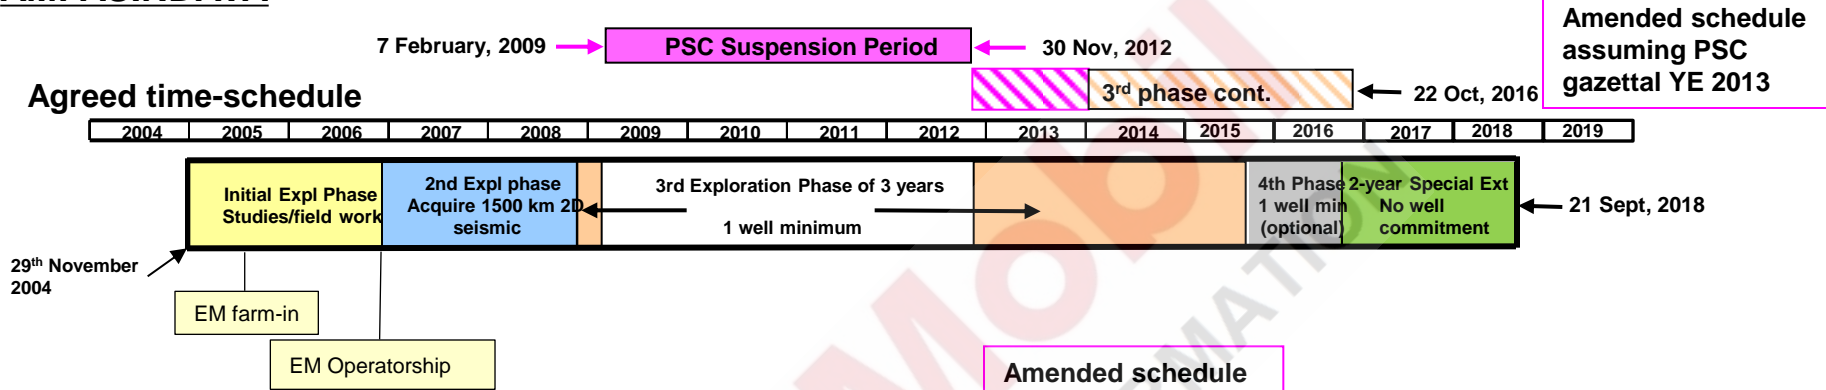 Amended schedule
assuming PSC
gazettal YE 2013
7 February, 2009
PSC Suspension Period
30 Nov, 2012
3rd phase cont.
22 Oct, 2016
Agreed time-schedule
2004 2005 2006 2007 2008 2009 2010 2011 2012 2013 2014 2015 2016 2017 2018 2019
Initial Expl Phase
Studies/field work
2nd Expl phase
Acquire 1500 km 2D
seismic
3rd Exploration Phase of 3 years
1 well minimum
4th Phase
1 well min
(optional)
2-year Special Ext
No well
commitment
21 Sept, 2018
29th November
2004
EM farm-in
EM Operatorship
Amended schedule
Mobil
MATION